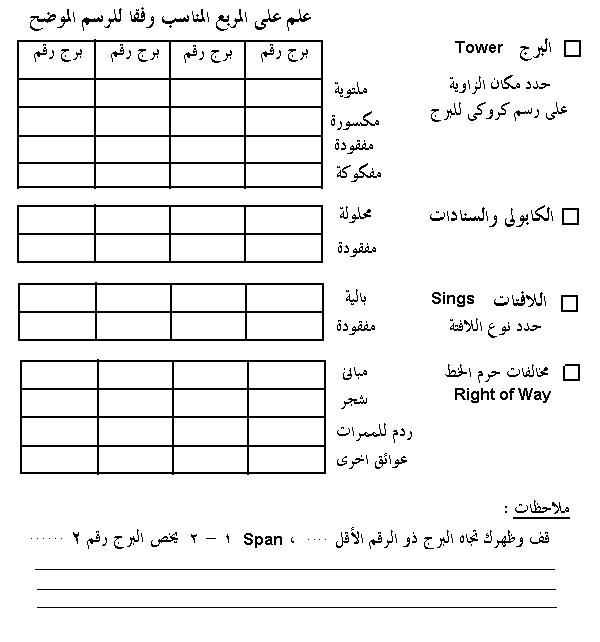 علم على المربع المناسب وفقا للرسم الموضح
برج رقم برج رقم برج رقم برج رقم
البرج Tower
حدد مكان الزاوية
على رسم كروكى للبرج
ملتوية
مكسورة
مفقودة
مفكوكة
الكابولى والسنادات
محلولة
مفقودة
اللافتات Sings
حدد نوع اللافتة
بالية
مفقودة
مخالفات حرم الخط
Right of Way
مبانى
شجر
ردم للممرات
عوائق اخرى
ملاحظات :
قف وظهرك تجاه البرج ذو الرقم الأقل .... ، Span ١ – ٢ يخص البرج رقم ٢ ......